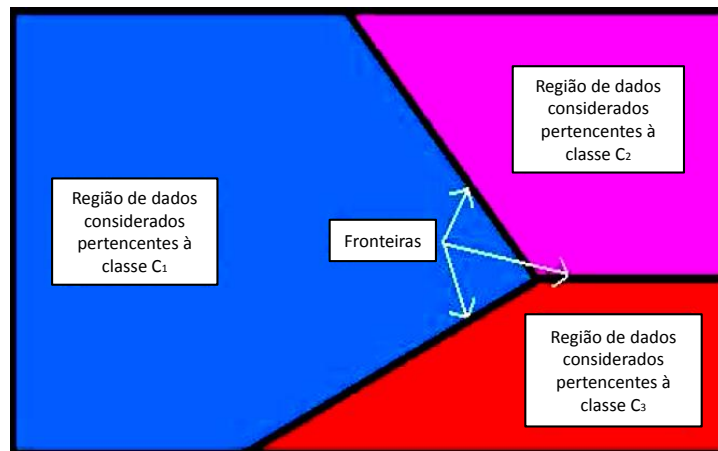 Região de dados
considerados
pertencentes à
classe C2
Região de dados
considerados
pertencentes à
classe C1
Fronteiras
Região de dados
considerados
pertencentes à
classe C3